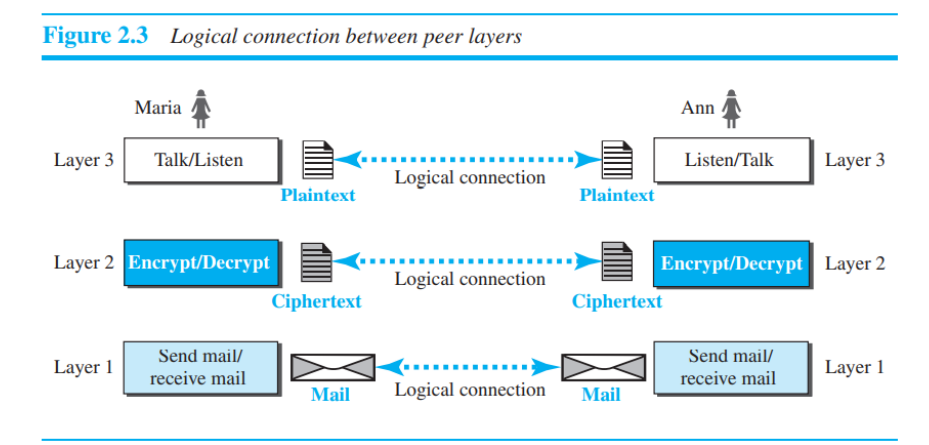 Figure 2.3 Logical connection between peer layers
Maria
Ann
Layer 3
Talk/Listen
Plaintext
Logical connection
Plaintext
Listen/Talk
Layer 3
Layer 2
Encrypt/Decrypt
Ciphertext
Logical connection
Ciphertext
Encrypt/Decrypt
Layer 2
Layer 1
Send mail/
receive mail
Mail
Logical connection
Mail
Send mail/
receive mail
Layer 1